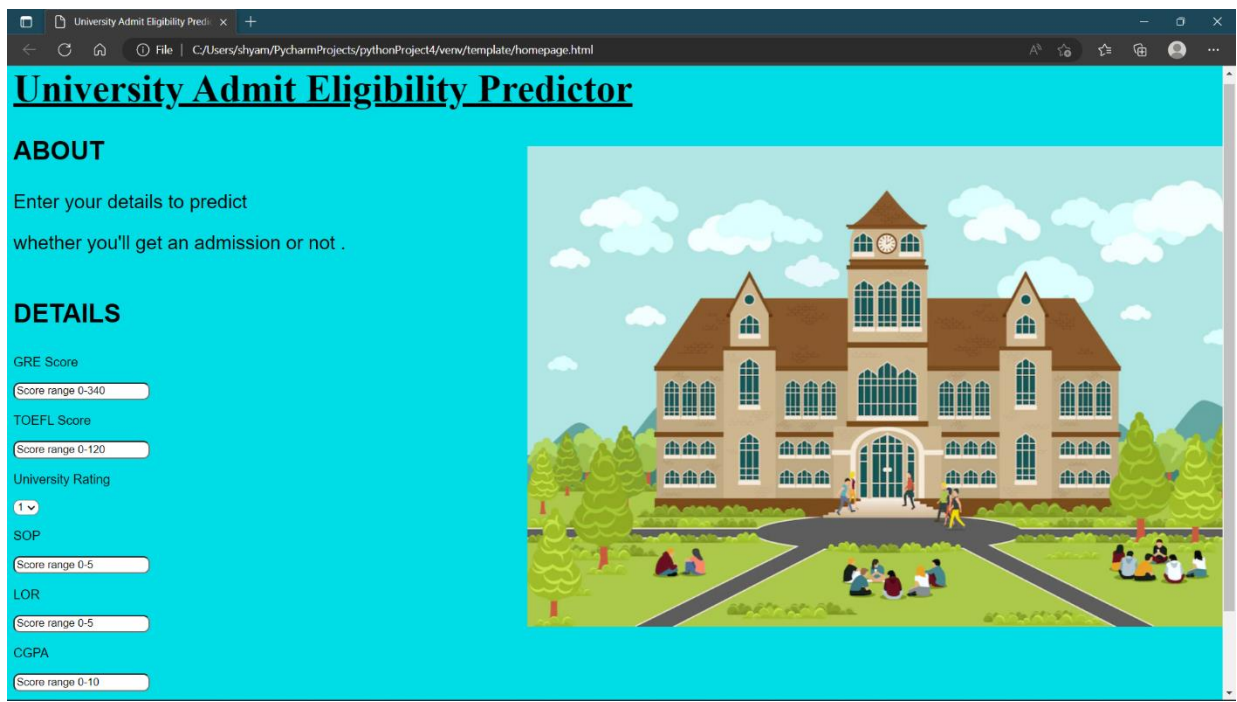 University Admit Eligibility Predic
File | C:/Users/shyam/PycharmProjects/pythonProject4/venv/template/homepage.html
University Admit Eligibility Predictor
ABOUT
Enter your details to predict
whether you'll get an admission or not .
DETAILS
GRE Score
Score range 0-340
TOEFL Score
Score range 0-120
University Rating
1
SOP
Score range 0-5
LOR
Score range 0-5
CGPA
Score range 0-10